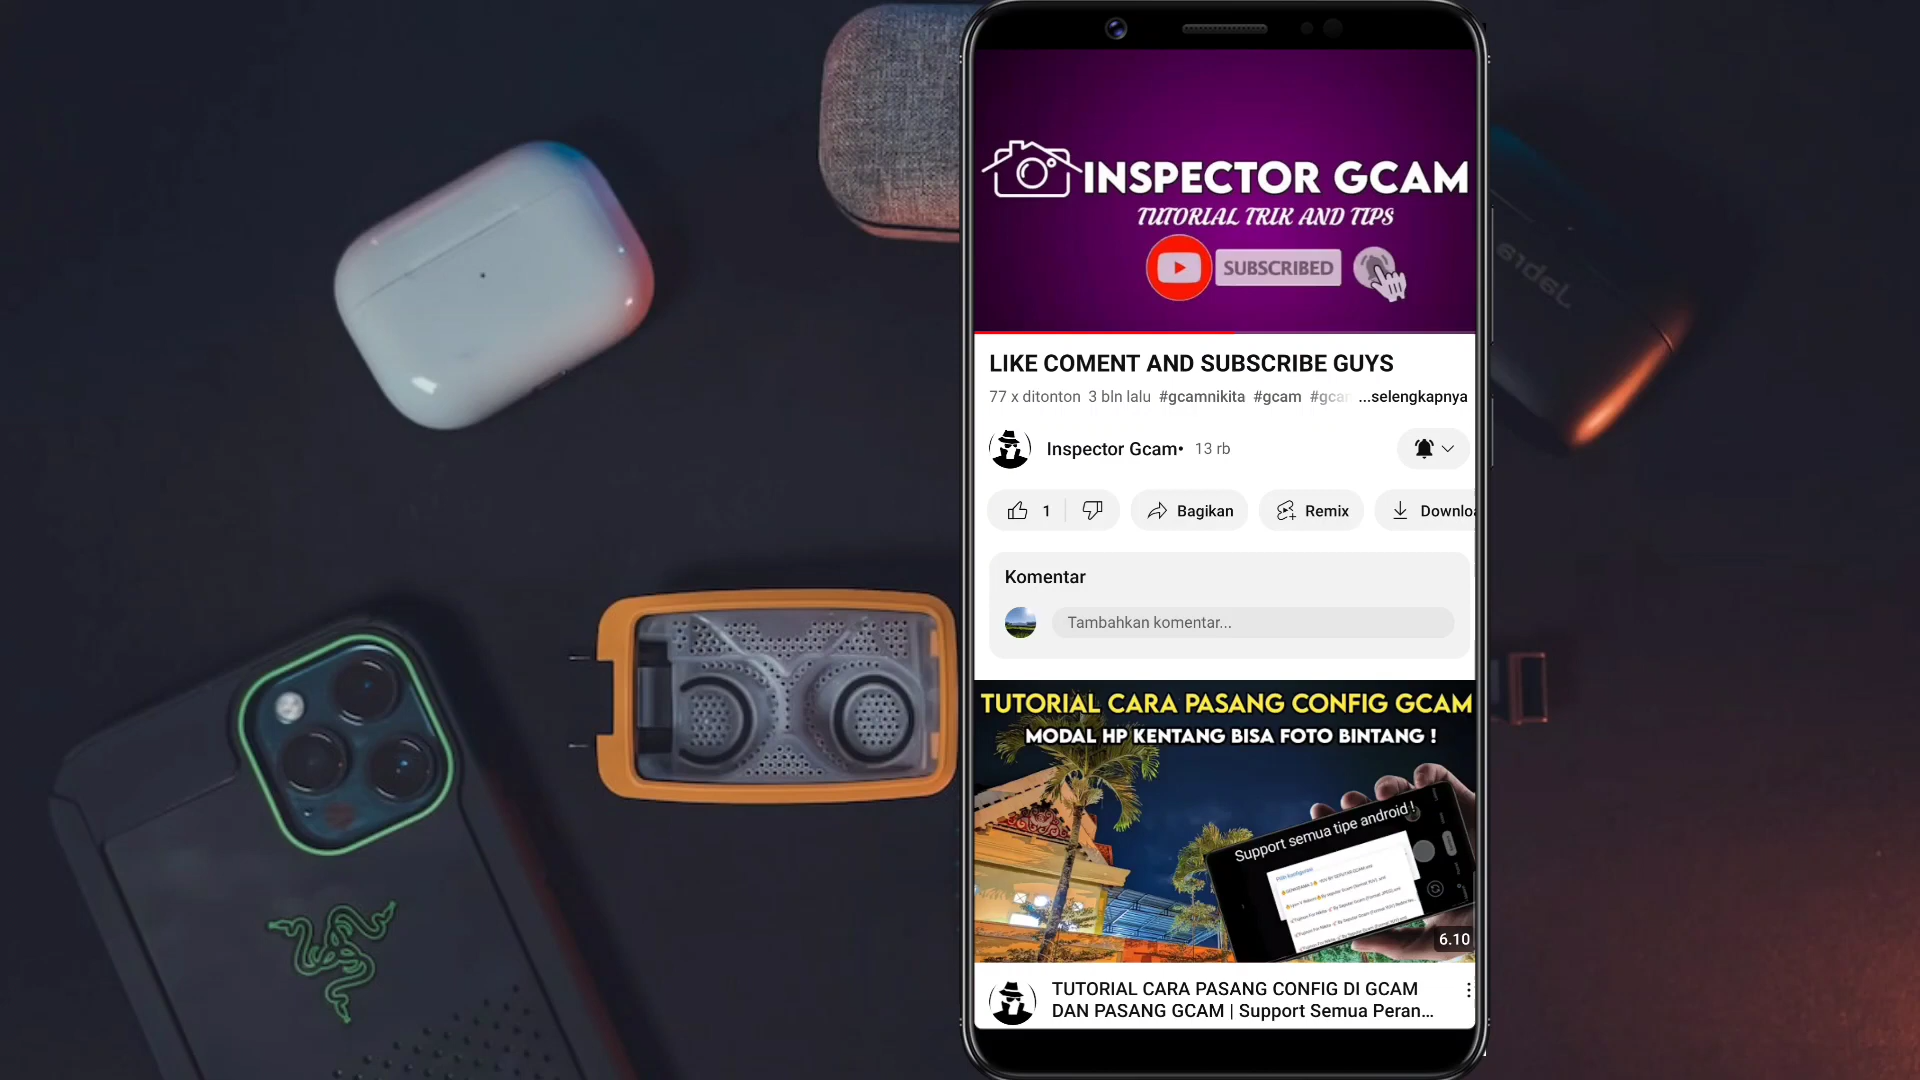 INSPECTOR GCAM
TUTORIAL TRIK AND TIPS
SUBSCRIBED
LIKE COMENT AND SUBSCRIBE GUYS
77 x ditonton 3 bln lalu #gcamnikita #gcam #gcar ...selengkapnya
Inspector Gcam• 13 rb
1 Bagikan Remix Downloa
Komentar
Tambahkan komentar...
TUTORIAL CARA PASANG CONFIG GCAM
MODAL HP KENTANG BISA FOTO BINTANG !
Support semua tipe android !
6.10
TUTORIAL CARA PASANG CONFIG DI GCAM
DAN PASANG GCAM | Support Semua Peran...
Jabra